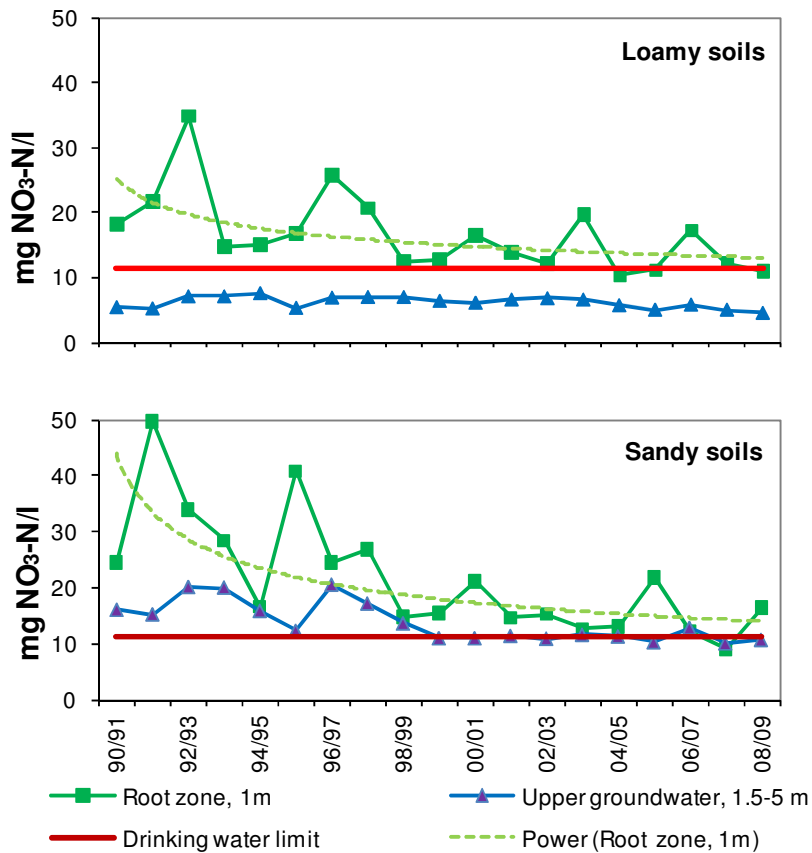 50
Loamy soils
40
30
20
10
0
mg NO₃-N/l
50
Sandy soils
40
30
20
10
0
mg NO₃-N/l
90/91
92/93
94/95
96/97
98/99
00/01
02/03
04/05
06/07
08/09
Root zone, 1m
Upper groundwater, 1.5-5 m
Drinking water limit
Power (Root zone, 1m)